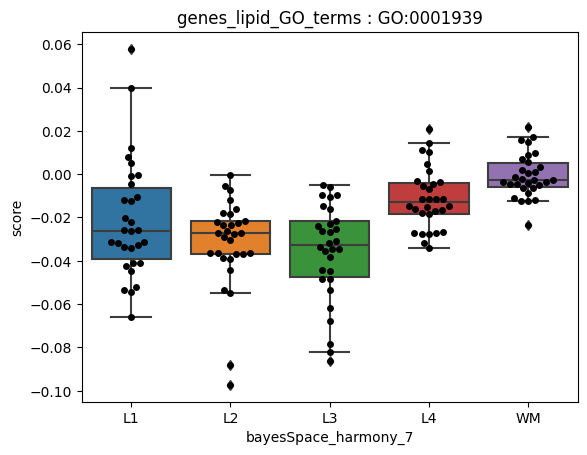 genes_lipid_GO_terms : GO:0001939
0.06
0.04
0.02
0.00
−0.02
−0.04
−0.06
−0.08
−0.10
score
L1 L2 L3 L4 WM
bayesSpace_harmony_7